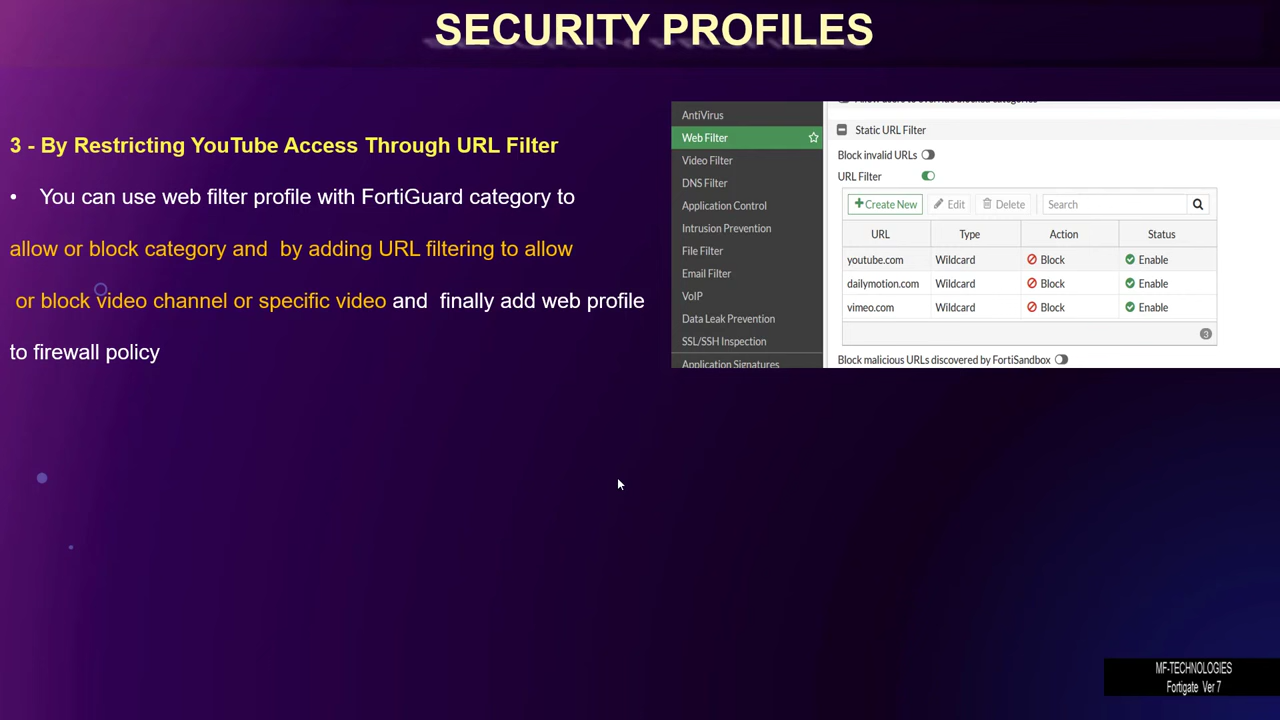 SECURITY PROFILES
3 - By Restricting YouTube Access Through URL Filter
• You can use web filter profile with FortiGuard category to
allow or block category and by adding URL filtering to allow
or block video channel or specific video and finally add web profile
to firewall policy
AntiVirus
Web Filter
Video Filter
DNS Filter
Application Control
Intrusion Prevention
File Filter
Email Filter
VoIP
Data Leak Prevention
SSL/SSH Inspection
Application Signatures
Allow users to override blocked categories
Static URL Filter
Block invalid URLs
URL Filter
+Create New Edit Delete Search
URL Type Action Status
youtube.com Wildcard Block Enable
dailymotion.com Wildcard Block Enable
vimeo.com Wildcard Block Enable
3
Block malicious URLs discovered by FortiSandbox
MF-TECHNOLOGIES
Fortigate Ver 7